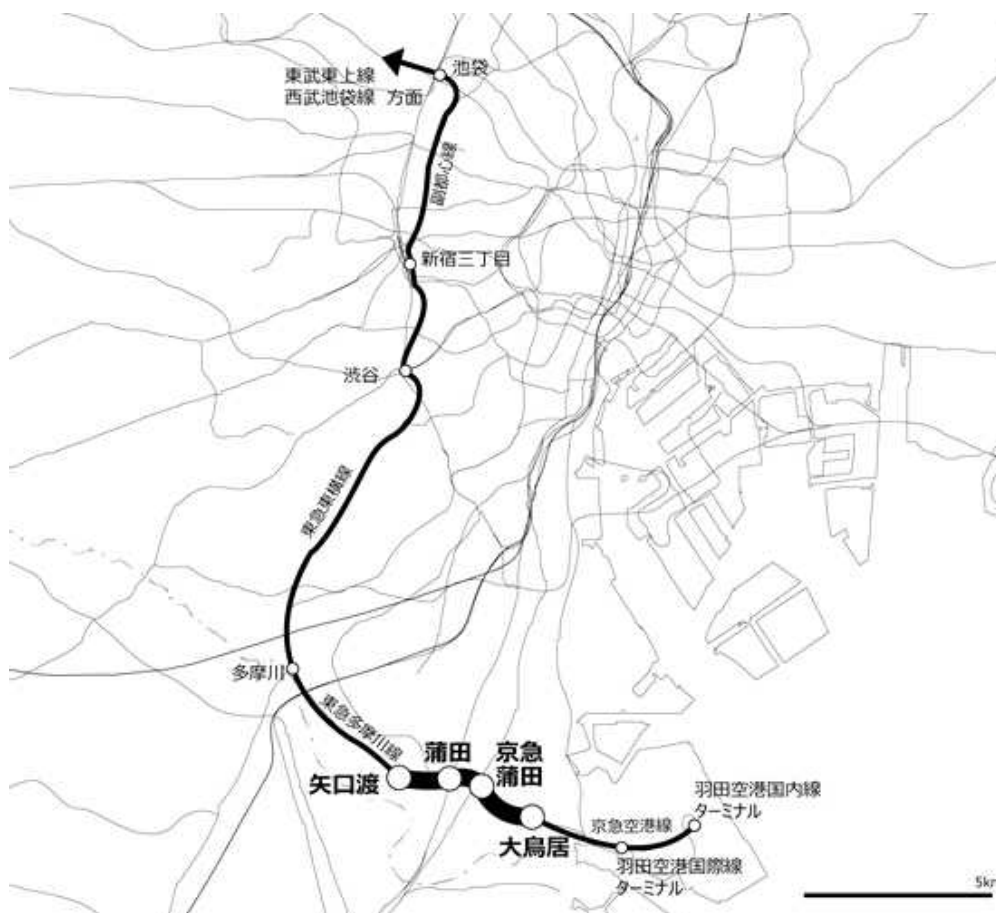 池袋
東武東上線
西武池袋線 方面
副都心線
新宿三丁目
渋谷
東急東横線
多摩川
東急多摩川線
矢口渡
蒲田
京急
蒲田
大鳥居
京急空港線
羽田空港国内線
ターミナル
羽田空港国際線
ターミナル
5km